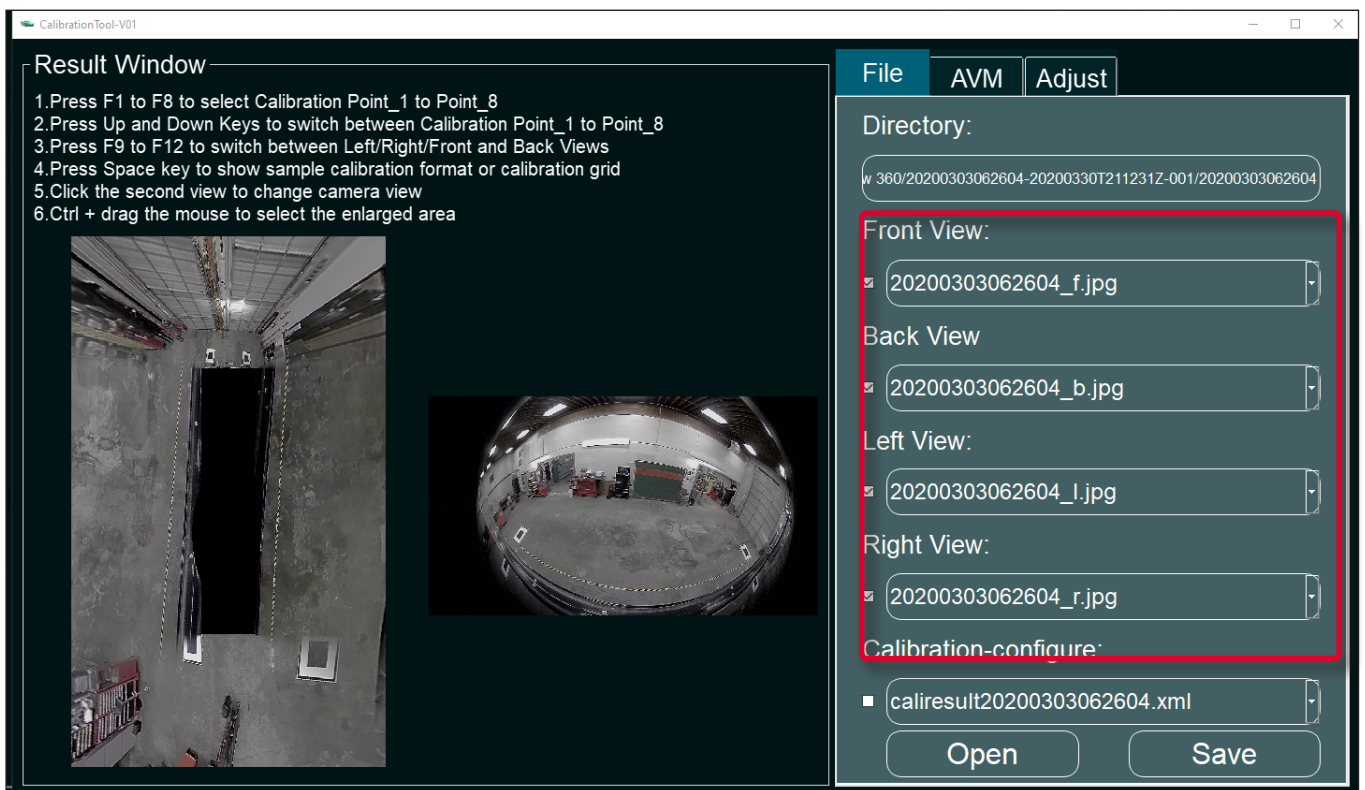 CalibrationTool-V01
Result Window
1.Press F1 to F8 to select Calibration Point_1 to Point_8
2.Press Up and Down Keys to switch between Calibration Point_1 to Point_8
3.Press F9 to F12 to switch between Left/Right/Front and Back Views
4.Press Space key to show sample calibration format or calibration grid
5.Click the second view to change camera view
6.Ctrl + drag the mouse to select the enlarged area
File
AVM
Adjust
Directory:
w 360/20200303062604-20200330T211231Z-001/20200303062604
Front View:
20200303062604_f.jpg
Back View
20200303062604_b.jpg
Left View:
20200303062604_l.jpg
Right View:
20200303062604_r.jpg
Calibration-configure:
caliresult20200303062604.xml
Open
Save